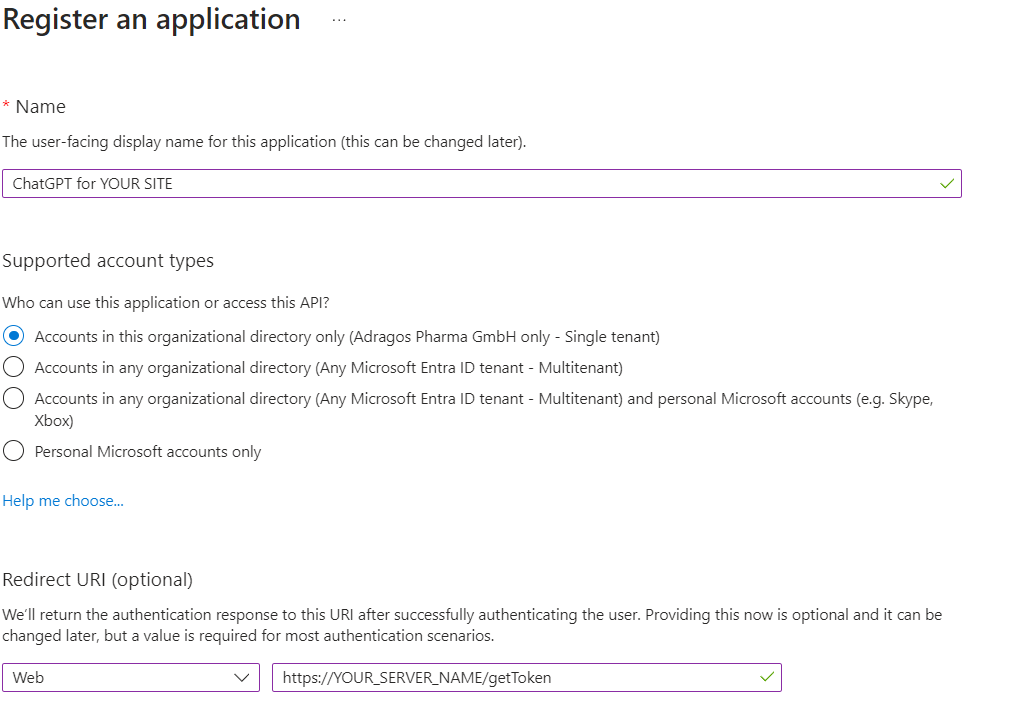 Register an application ...
* Name
The user-facing display name for this application (this can be changed later).
ChatGPT for YOUR SITE
Supported account types
Who can use this application or access this API?
Accounts in this organizational directory only (Adragos Pharma GmbH only - Single tenant)
Accounts in any organizational directory (Any Microsoft Entra ID tenant - Multitenant)
Accounts in any organizational directory (Any Microsoft Entra ID tenant - Multitenant) and personal Microsoft accounts (e.g. Skype,
Xbox)
Personal Microsoft accounts only
Help me choose...
Redirect URI (optional)
We'll return the authentication response to this URI after successfully authenticating the user. Providing this now is optional and it can be
changed later, but a value is required for most authentication scenarios.
Web https://YOUR_SERVER_NAME/getToken